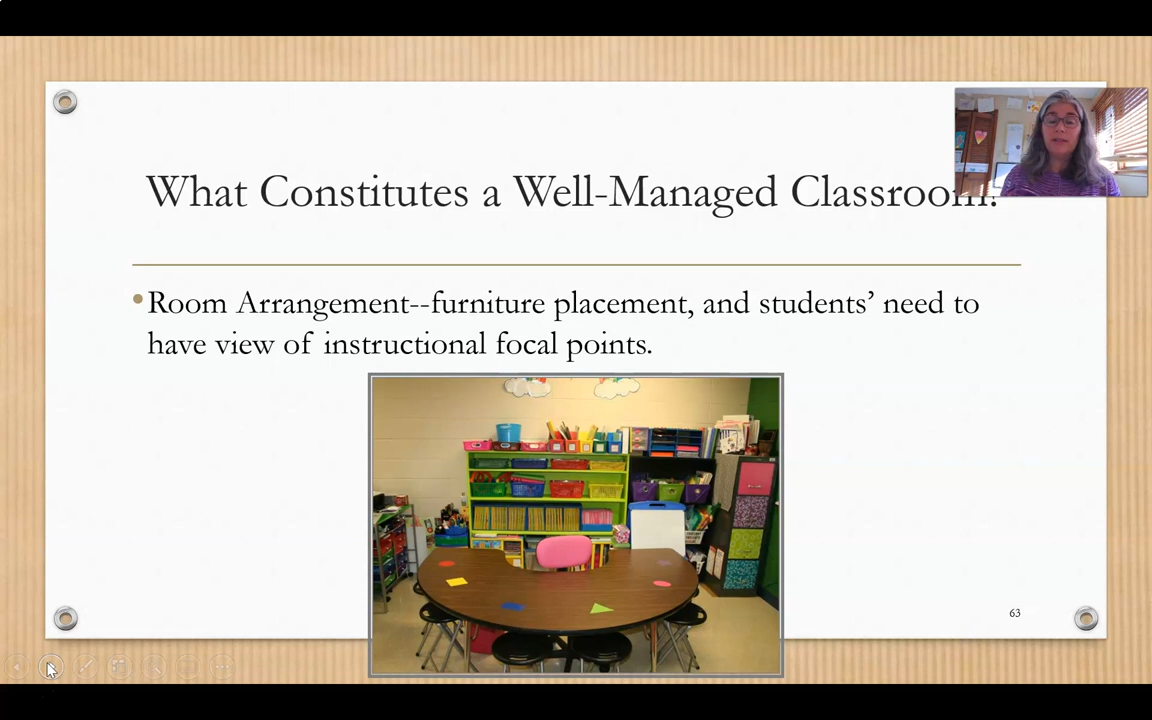 What Constitutes a Well-Managed Classroom?
•Room Arrangement--furniture placement, and students’ need to
have view of instructional focal points.
63